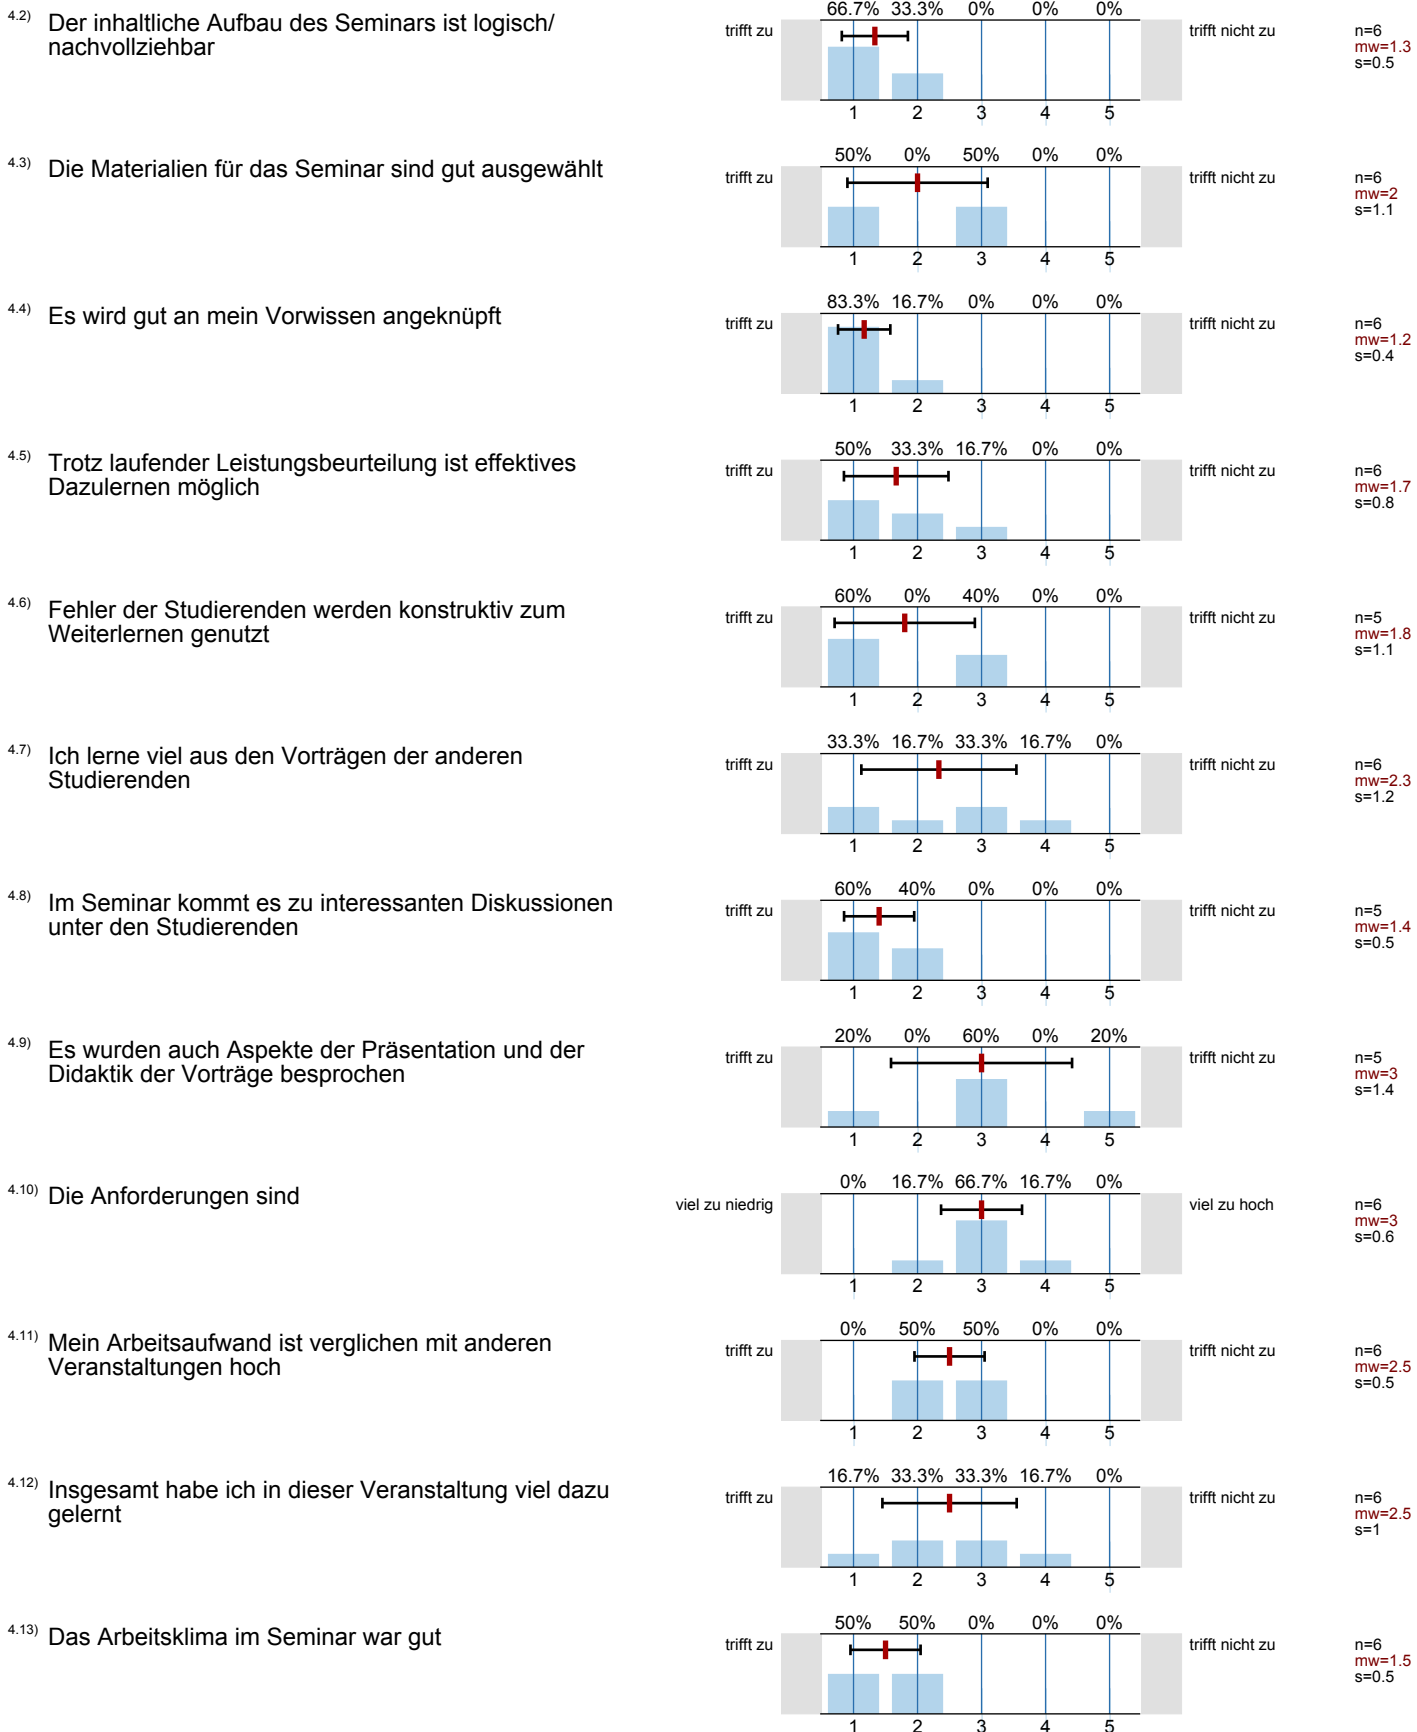 4.2) Der inhaltliche Aufbau des Seminars ist logisch/
nachvollziehbar
66.7% 33.3% 0% 0% 0%
trifft zu
trifft nicht zu
n=6
mw=1.3
s=0.5
1 2 3 4 5
4.3) Die Materialien für das Seminar sind gut ausgewählt
50% 0% 50% 0% 0%
trifft zu
trifft nicht zu
n=6
mw=2
s=1.1
1 2 3 4 5
4.4) Es wird gut an mein Vorwissen angeknüpft
83.3% 16.7% 0% 0% 0%
trifft zu
trifft nicht zu
n=6
mw=1.2
s=0.4
1 2 3 4 5
4.5) Trotz laufender Leistungsbeurteilung ist effektives
Dazulernen möglich
50% 33.3% 16.7% 0% 0%
trifft zu
trifft nicht zu
n=6
mw=1.7
s=0.8
1 2 3 4 5
4.6) Fehler der Studierenden werden konstruktiv zum
Weiterlernen genutzt
60% 0% 40% 0% 0%
trifft zu
trifft nicht zu
n=5
mw=1.8
s=1.1
1 2 3 4 5
4.7) Ich lerne viel aus den Vorträgen der anderen
Studierenden
33.3% 16.7% 33.3% 16.7% 0%
trifft zu
trifft nicht zu
n=6
mw=2.3
s=1.2
1 2 3 4 5
4.8) Im Seminar kommt es zu interessanten Diskussionen
unter den Studierenden
60% 40% 0% 0% 0%
trifft zu
trifft nicht zu
n=5
mw=1.4
s=0.5
1 2 3 4 5
4.9) Es wurden auch Aspekte der Präsentation und der
Didaktik der Vorträge besprochen
20% 0% 60% 0% 20%
trifft zu
trifft nicht zu
n=5
mw=3
s=1.4
1 2 3 4 5
4.10) Die Anforderungen sind
0% 16.7% 66.7% 16.7% 0%
viel zu niedrig
viel zu hoch
n=6
mw=3
s=0.6
1 2 3 4 5
4.11) Mein Arbeitsaufwand ist verglichen mit anderen
Veranstaltungen hoch
0% 50% 50% 0% 0%
trifft zu
trifft nicht zu
n=6
mw=2.5
s=0.5
1 2 3 4 5
4.12) Insgesamt habe ich in dieser Veranstaltung viel dazu
gelernt
16.7% 33.3% 33.3% 16.7% 0%
trifft zu
trifft nicht zu
n=6
mw=2.5
s=1
1 2 3 4 5
4.13) Das Arbeitsklima im Seminar war gut
50% 50% 0% 0% 0%
trifft zu
trifft nicht zu
n=6
mw=1.5
s=0.5
1 2 3 4 5